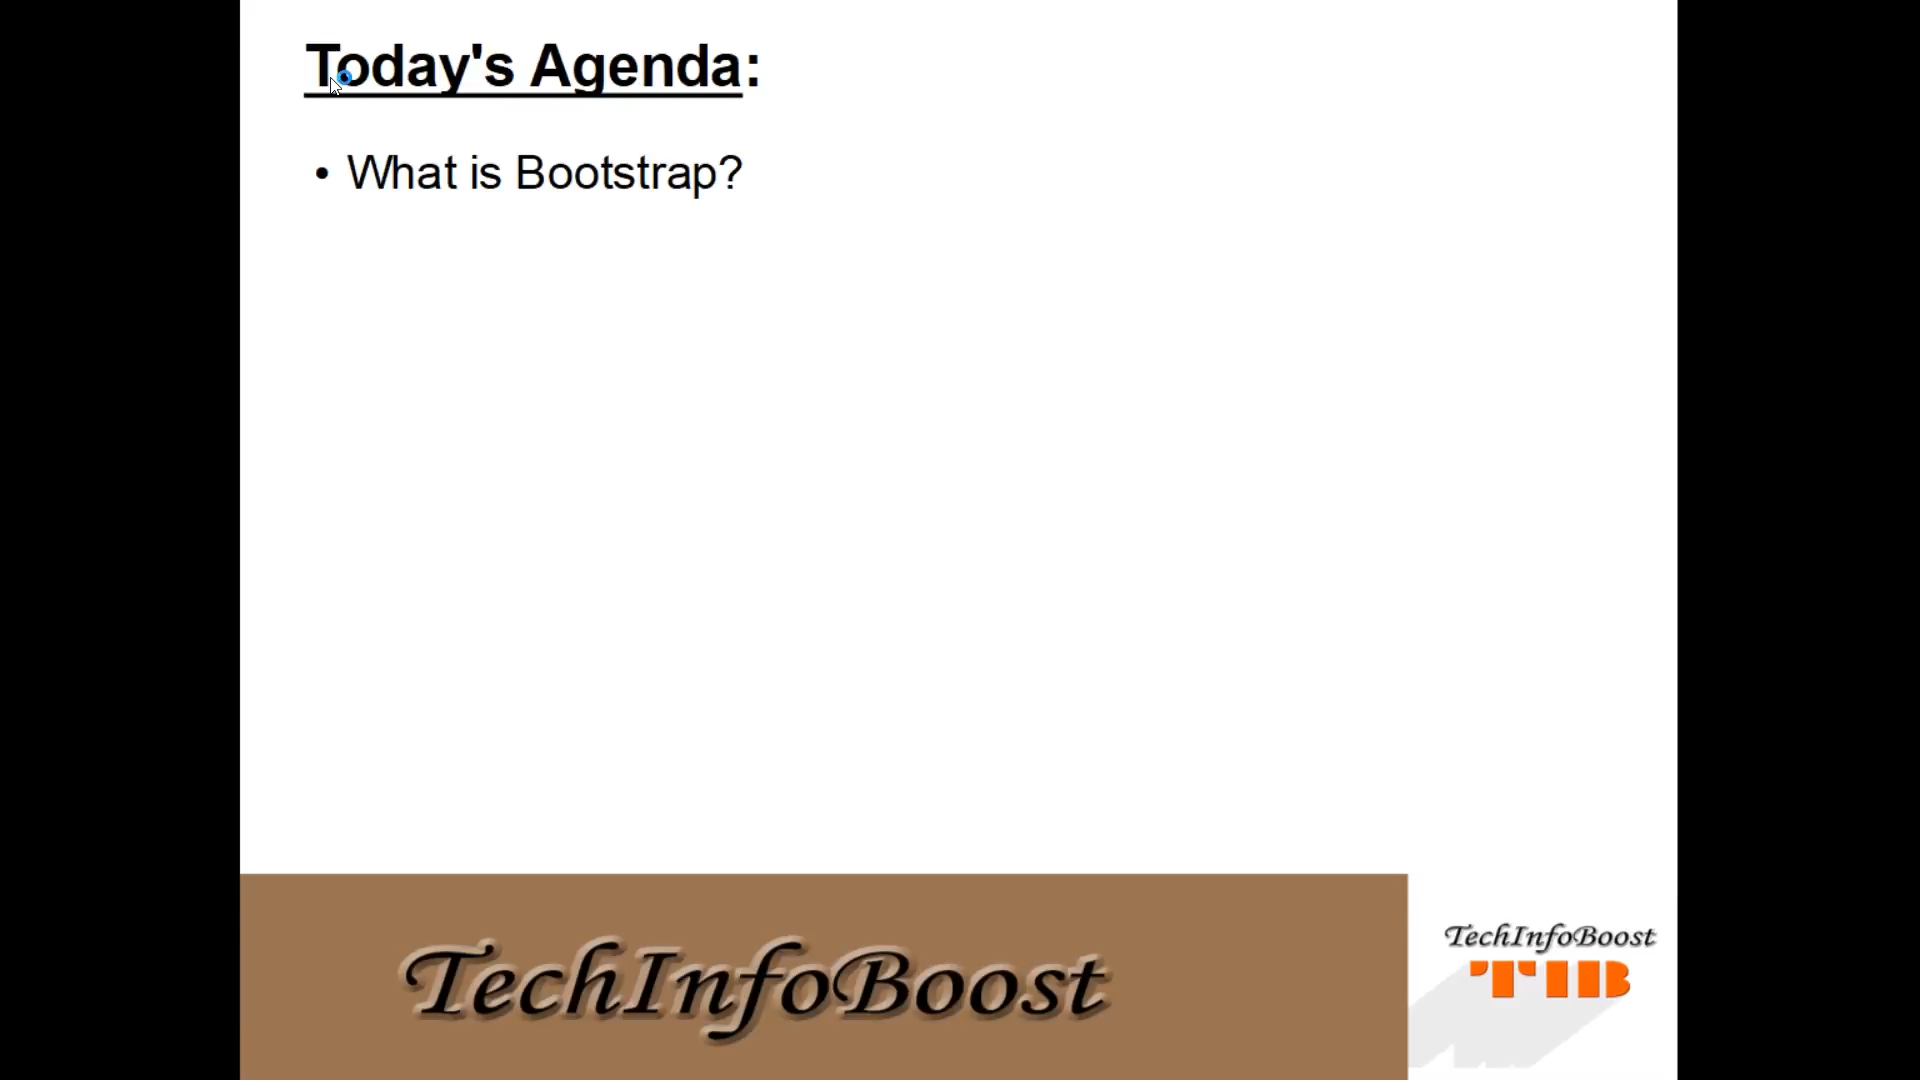 Today's Agenda:
• What is Bootstrap?
TechInfoBoost
TechInfoBoost
TIB